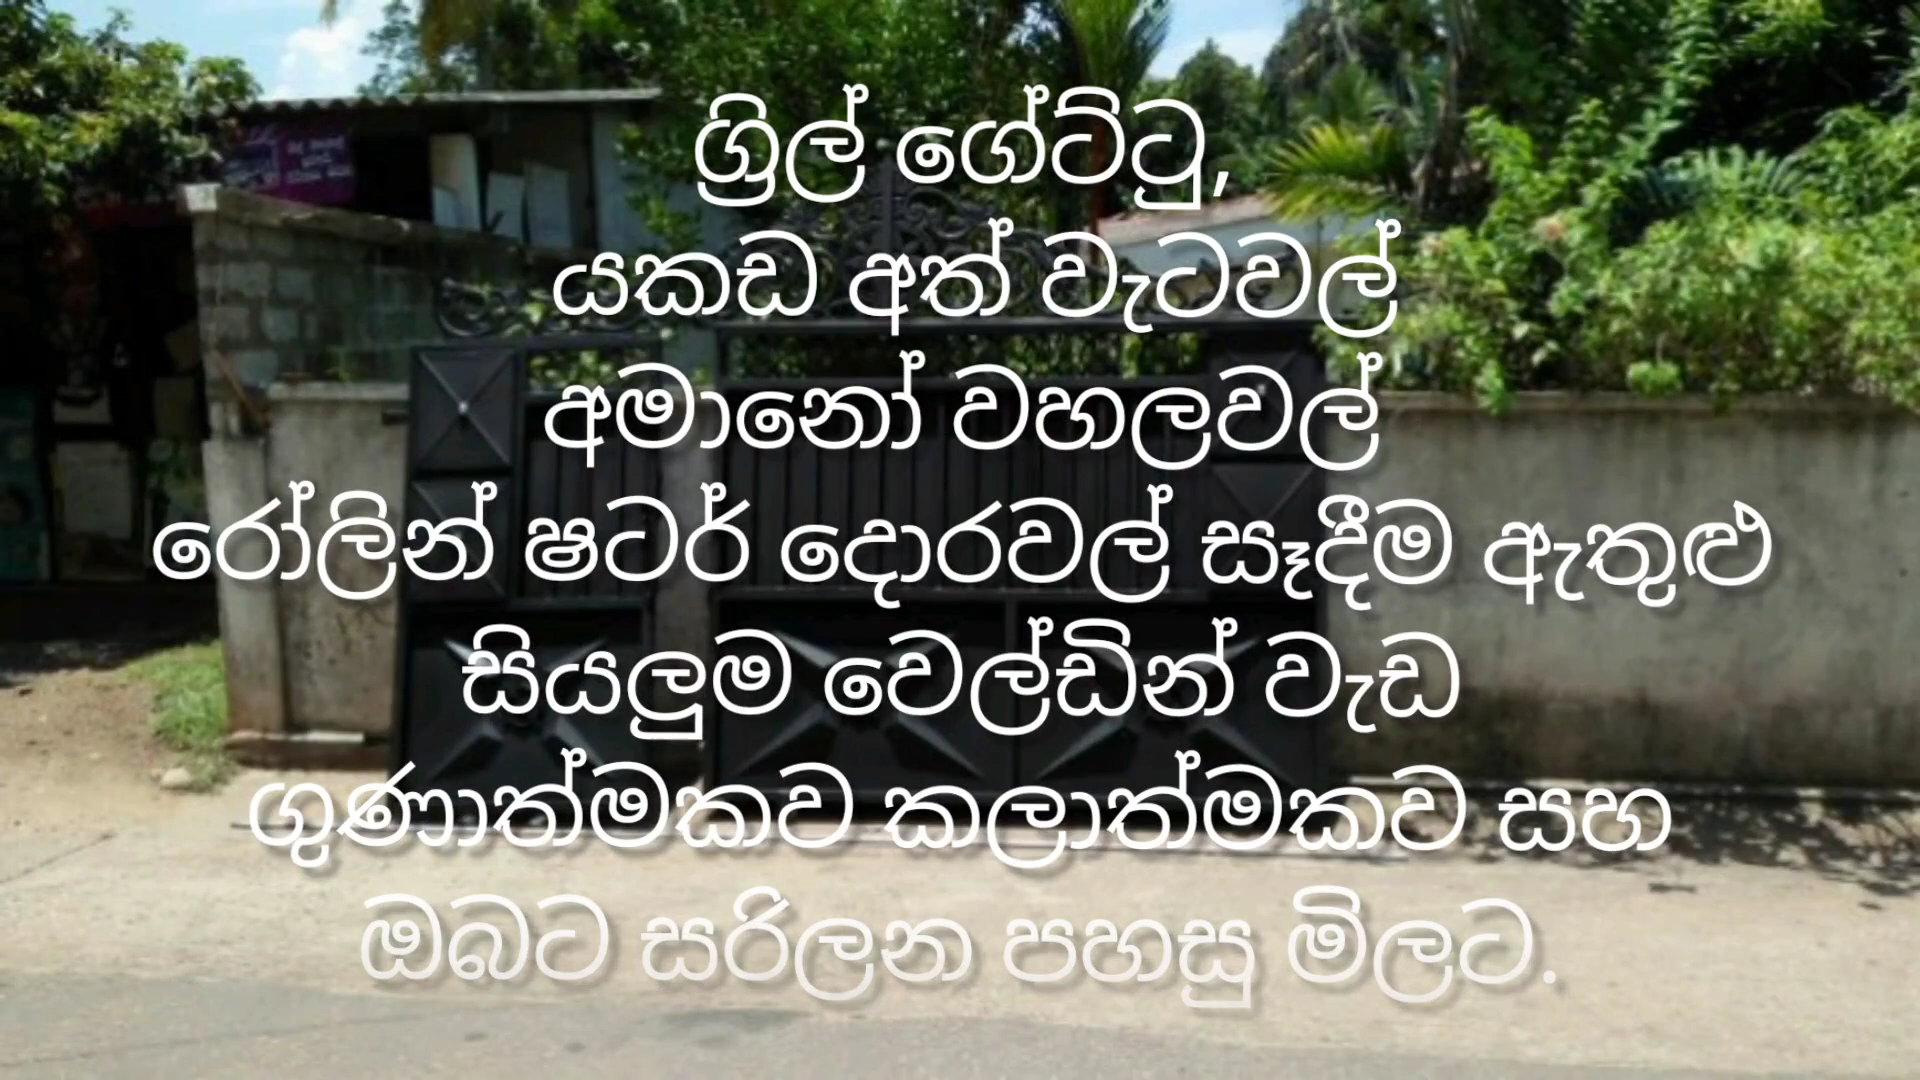 ග්‍රිල් ගේට්ටු,
යකඩ අත් වැටවල්
අමානෝ වහලවල්
රෝලින් ෂටර් දොරවල් සෑදීම ඇතුළු
සියලුම වෙල්ඩින් වැඩ
ගුණාත්මකව කලාත්මකව සහ
ඔබට සරිලන පහසු මිලට.